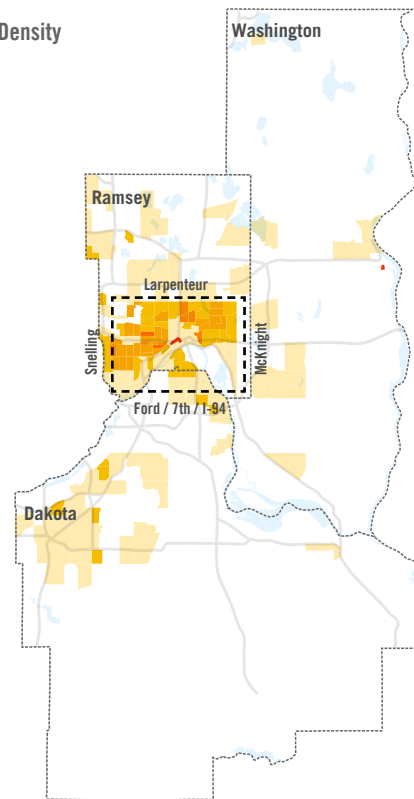 Density
Washington
Ramsey
Larpenteur
Snelling
McKnight
Ford / 7th / I-94
Dakota